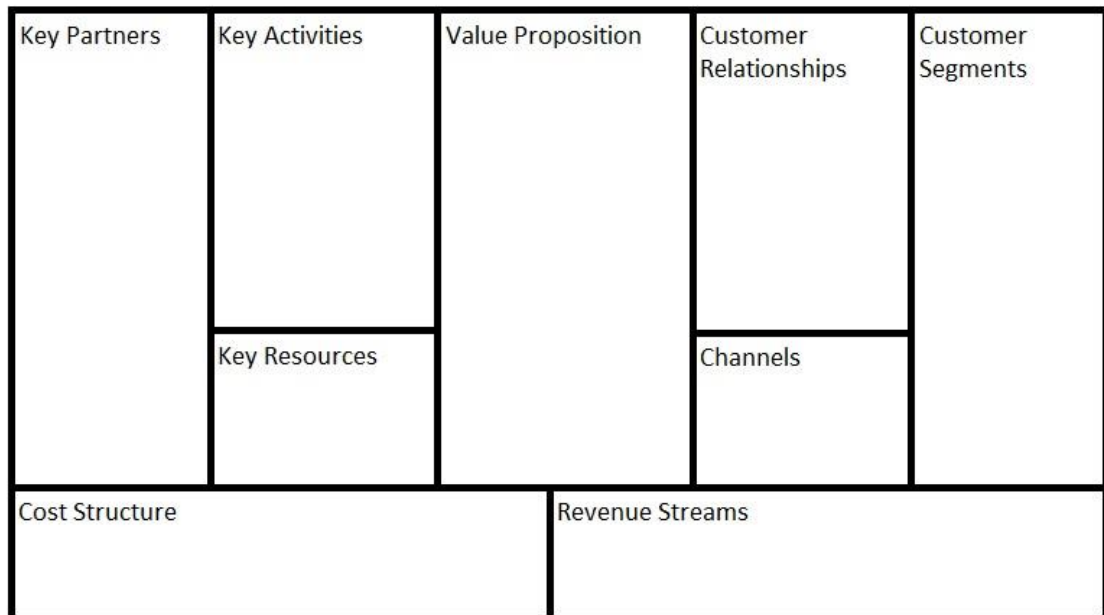 Key Partners
Key Activities
Value Proposition
Customer
Relationships
Customer
Segments
Key Resources
Channels
Cost Structure
Revenue Streams